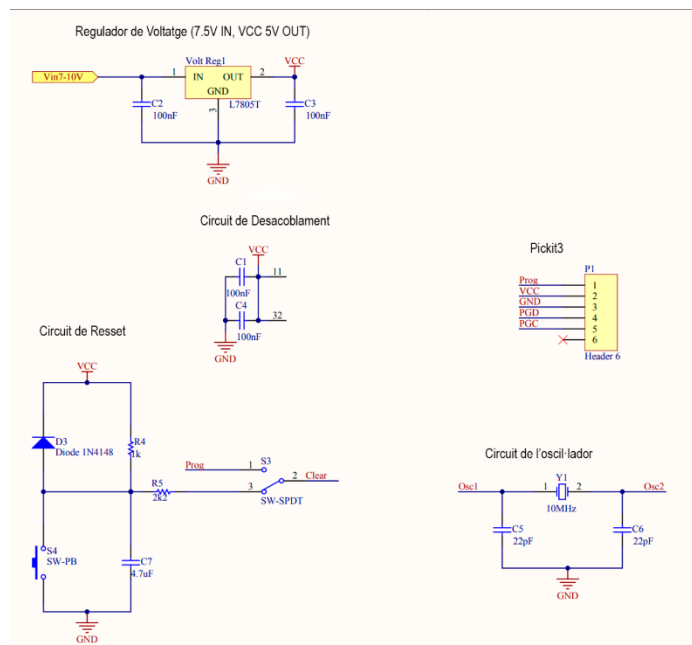 Regulador de Voltatge (7.5V IN, VCC 5V OUT)
Volt Reg1
VCC
Vin7-10V
1
IN
OUT
2
GND
L7805T
3
C2
100nF
C3
100nF
GND
Circuit de Desacoblament
VCC
C1
11
100nF
C4
32
100nF
GND
Pickit3
P1
Prog
1
VCC
2
GND
3
PGD
4
PGC
5
6
Header 6
Circuit de Resset
VCC
D3
Diode 1N4148
R4
1k
Prog
1
S3
2
Clear
R5
2k2
3
SW-SPDT
S4
SW-PB
C7
4.7uF
GND
Circuit de l'oscil·lador
Osc1
1
Y1
2
Osc2
10MHz
C5
22pF
C6
22pF
GND